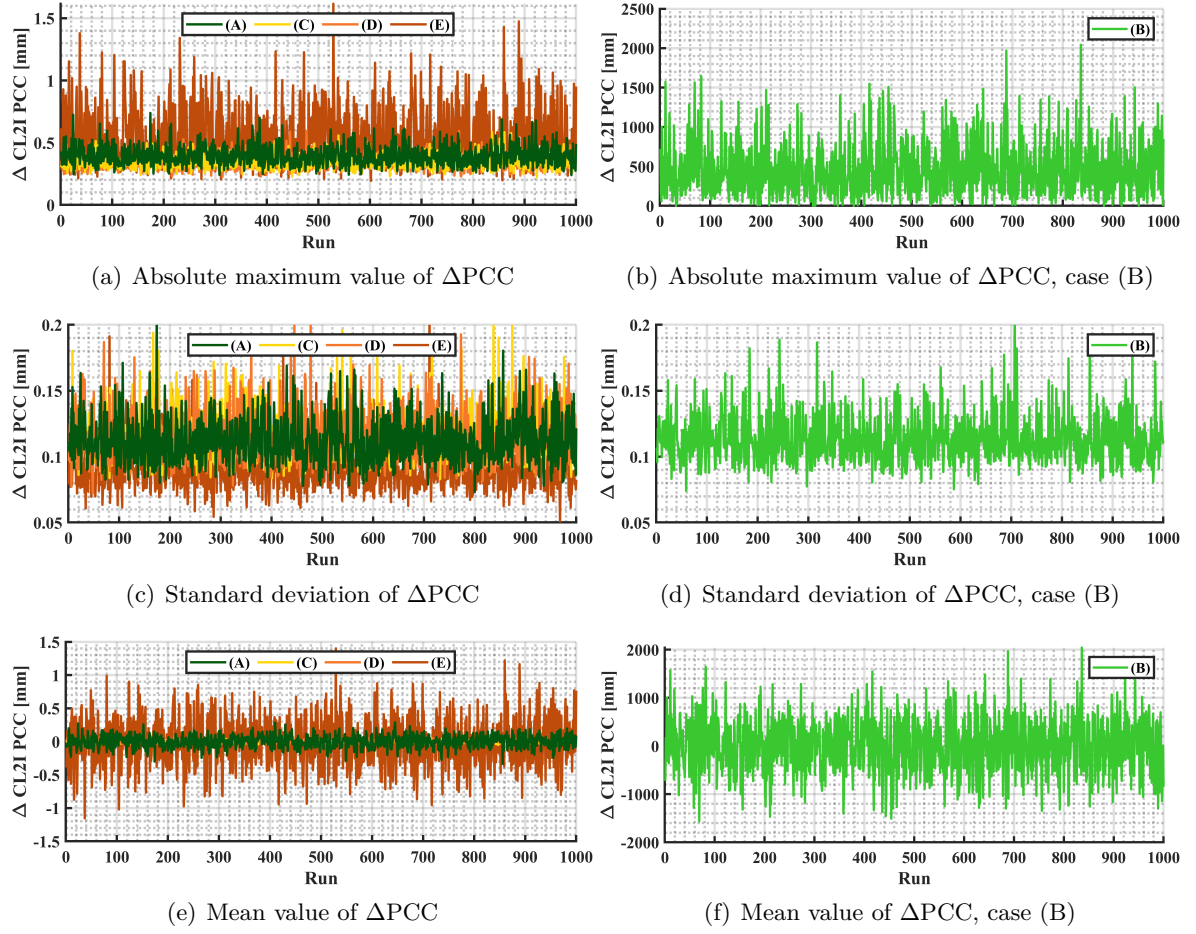 Δ CL2I PCC [mm]
1.5
1
0.5
0
(A) (C) (D) (E)
0 100 200 300 400 500 600 700 800 900 1000
Run
(a) Absolute maximum value of ΔPCC
Δ CL2I PCC [mm]
2500
2000
1500
1000
500
0
(B)
0 100 200 300 400 500 600 700 800 900 1000
Run
(b) Absolute maximum value of ΔPCC, case (B)
Δ CL2I PCC [mm]
0.2
0.15
0.1
0.05
(A) (C) (D) (E)
0 100 200 300 400 500 600 700 800 900 1000
Run
(c) Standard deviation of ΔPCC
Δ CL2I PCC [mm]
0.2
0.15
0.1
0.05
(B)
0 100 200 300 400 500 600 700 800 900 1000
Run
(d) Standard deviation of ΔPCC, case (B)
Δ CL2I PCC [mm]
1.5
1
0.5
0
-0.5
-1
-1.5
(A) (C) (D) (E)
0 100 200 300 400 500 600 700 800 900 1000
Run
(e) Mean value of ΔPCC
Δ CL2I PCC [mm]
2000
1000
0
-1000
-2000
(B)
0 100 200 300 400 500 600 700 800 900 1000
Run
(f) Mean value of ΔPCC, case (B)